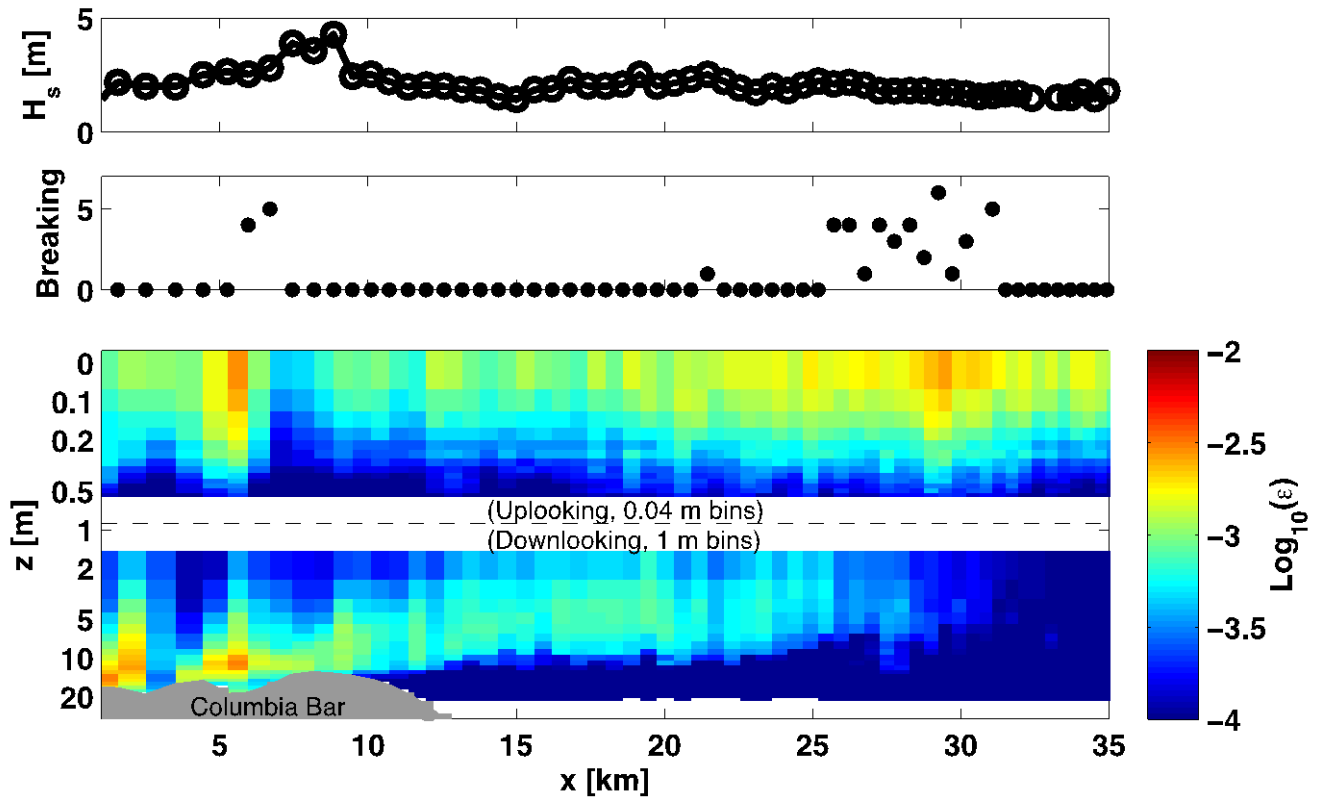 5
0
H_s [m]
5
0
Breaking
0
0.1
0.2
0.5
1
2
5
10
20
z [m]
(Uplooking, 0.04 m bins)
(Downlooking, 1 m bins)
Columbia Bar
5 10 15 20 25 30 35
x [km]
−2
−2.5
−3
−3.5
−4
Log_10(ε)